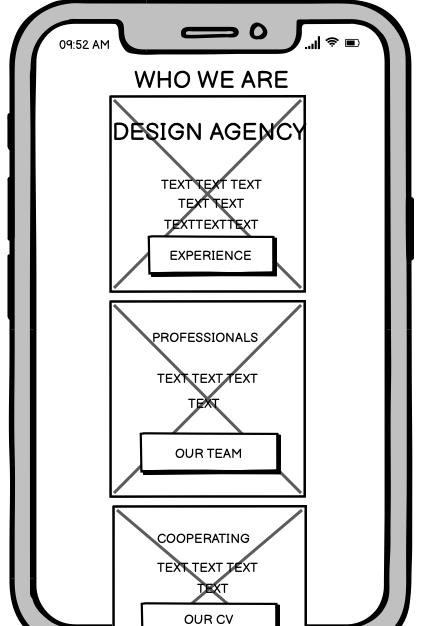 09:52 AM
WHO WE ARE
DESIGN AGENCY
TEXT TEXT TEXT
TEXT TEXT
TEXTTEXTTEXT
EXPERIENCE
PROFESSIONALS
TEXT TEXT TEXT
TEXT
OUR TEAM
COOPERATING
TEXT TEXT TEXT
TEXT
OUR CV